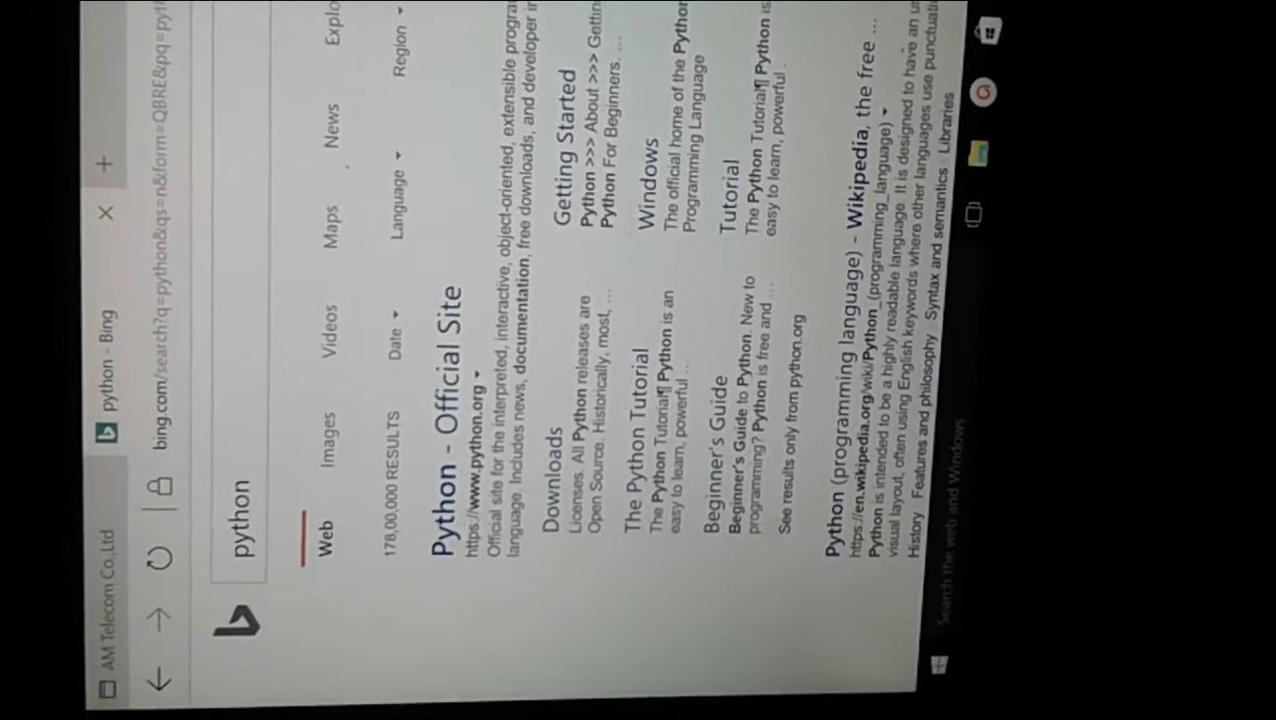 AM Telecom Co.,Ltd
python - Bing
bing.com/search?q=python&qs=n&form=QBRE&pq=pyt
python
Web Images Videos Maps News Explo
178,00,000 RESULTS Date Language Region
Python - Official Site
https://www.python.org
Official site for the interpreted, interactive, object-oriented, extensible progra
language. Includes news, documentation, free downloads, and developer in
Downloads
Licenses. All Python releases are
Open Source. Historically, most, ...
Getting Started
Python >>> About >>> Gettin
Python For Beginners. ...
The Python Tutorial
The Python Tutorial¶ Python is an
easy to learn, powerful ...
Windows
The official home of the Python
Programming Language
Beginner's Guide
Beginner's Guide to Python. New to
programming? Python is free and ...
Tutorial
The Python Tutorial¶ Python is
easy to learn, powerful .
See results only from python.org
Python (programming language) - Wikipedia, the free ...
https://en.wikipedia.org/wiki/Python_(programming_language)
Python is intended to be a highly readable language. It is designed to have an un
visual layout, often using English keywords where other languages use punctuati
History Features and philosophy Syntax and semantics · Libraries
Search the web and Windows